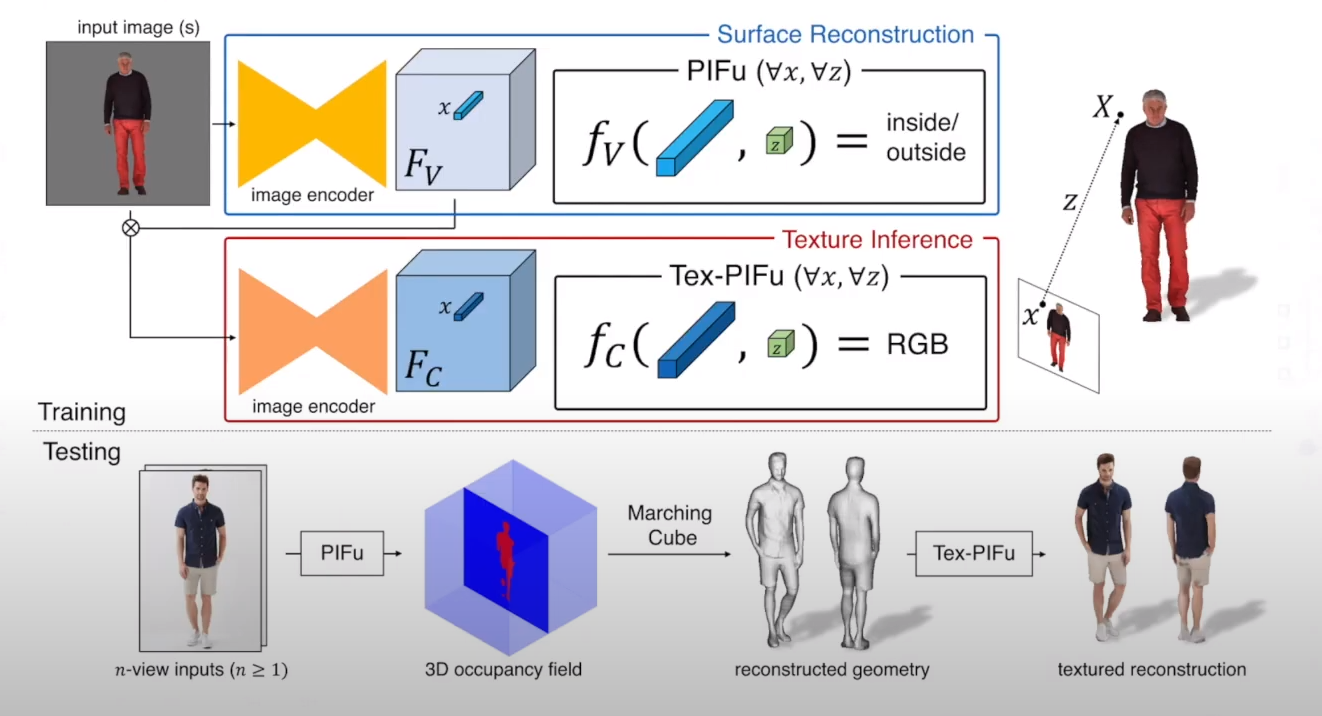 input image (s)
Surface Reconstruction
PIFu (∀x, ∀z)
x
F_V
image encoder
f_V( , z ) = inside/
outside
X
z
x
Texture Inference
Tex-PIFu (∀x, ∀z)
x
F_C
image encoder
f_C( , z ) = RGB
Training
Testing
PIFu
Marching
Cube
Tex-PIFu
n-view inputs (n ≥ 1)
3D occupancy field
reconstructed geometry
textured reconstruction